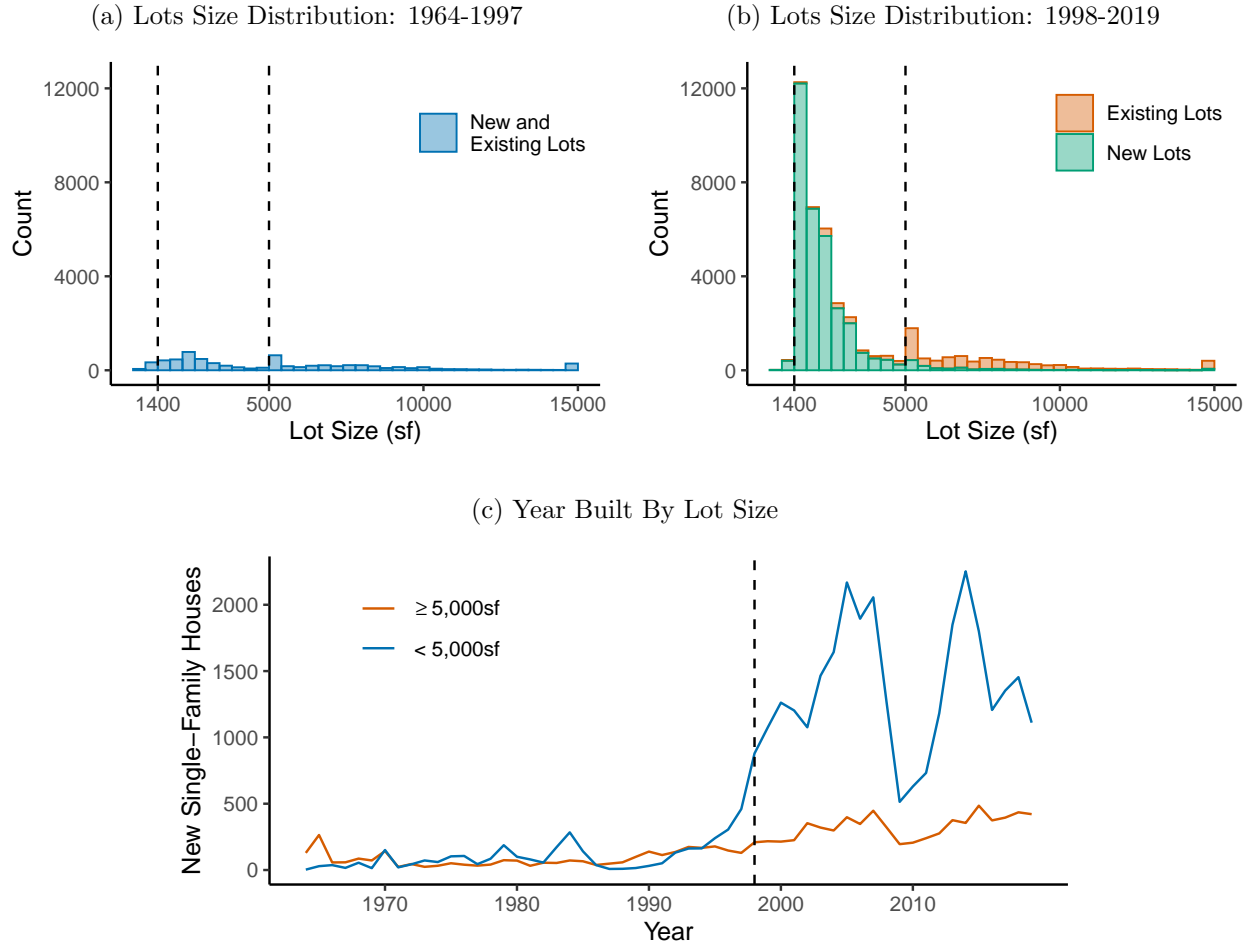 (a) Lots Size Distribution: 1964-1997
12000
8000
4000
0
Count
New and
Existing Lots
1400
5000
10000
15000
Lot Size (sf)
(b) Lots Size Distribution: 1998-2019
12000
8000
4000
0
Count
Existing Lots
New Lots
1400
5000
10000
15000
Lot Size (sf)
(c) Year Built By Lot Size
2000
1500
1000
500
0
New Single−Family Houses
≥ 5,000sf
< 5,000sf
1970
1980
1990
2000
2010
Year